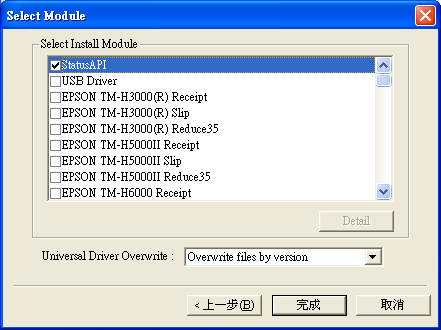 Select Module
Select Install Module
StatusAPI
USB Driver
EPSON TM-H3000(R) Receipt
EPSON TM-H3000(R) Slip
EPSON TM-H3000(R) Reduce35
EPSON TM-H5000II Receipt
EPSON TM-H5000II Slip
EPSON TM-H5000II Reduce35
EPSON TM-H6000 Receipt
Detail
Universal Driver Overwrite : Overwrite files by version
< 上一步(B) 完成 取消